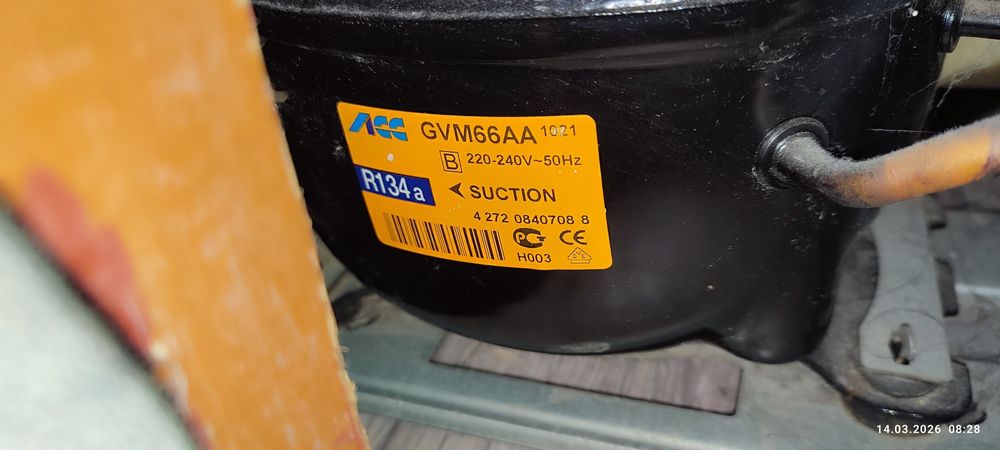 ACC GVM66AA 1021
B 220-240V~50Hz
R134a
SUCTION
4 272 0840708 8
PCT CE
H003
14.03.2026 08:28